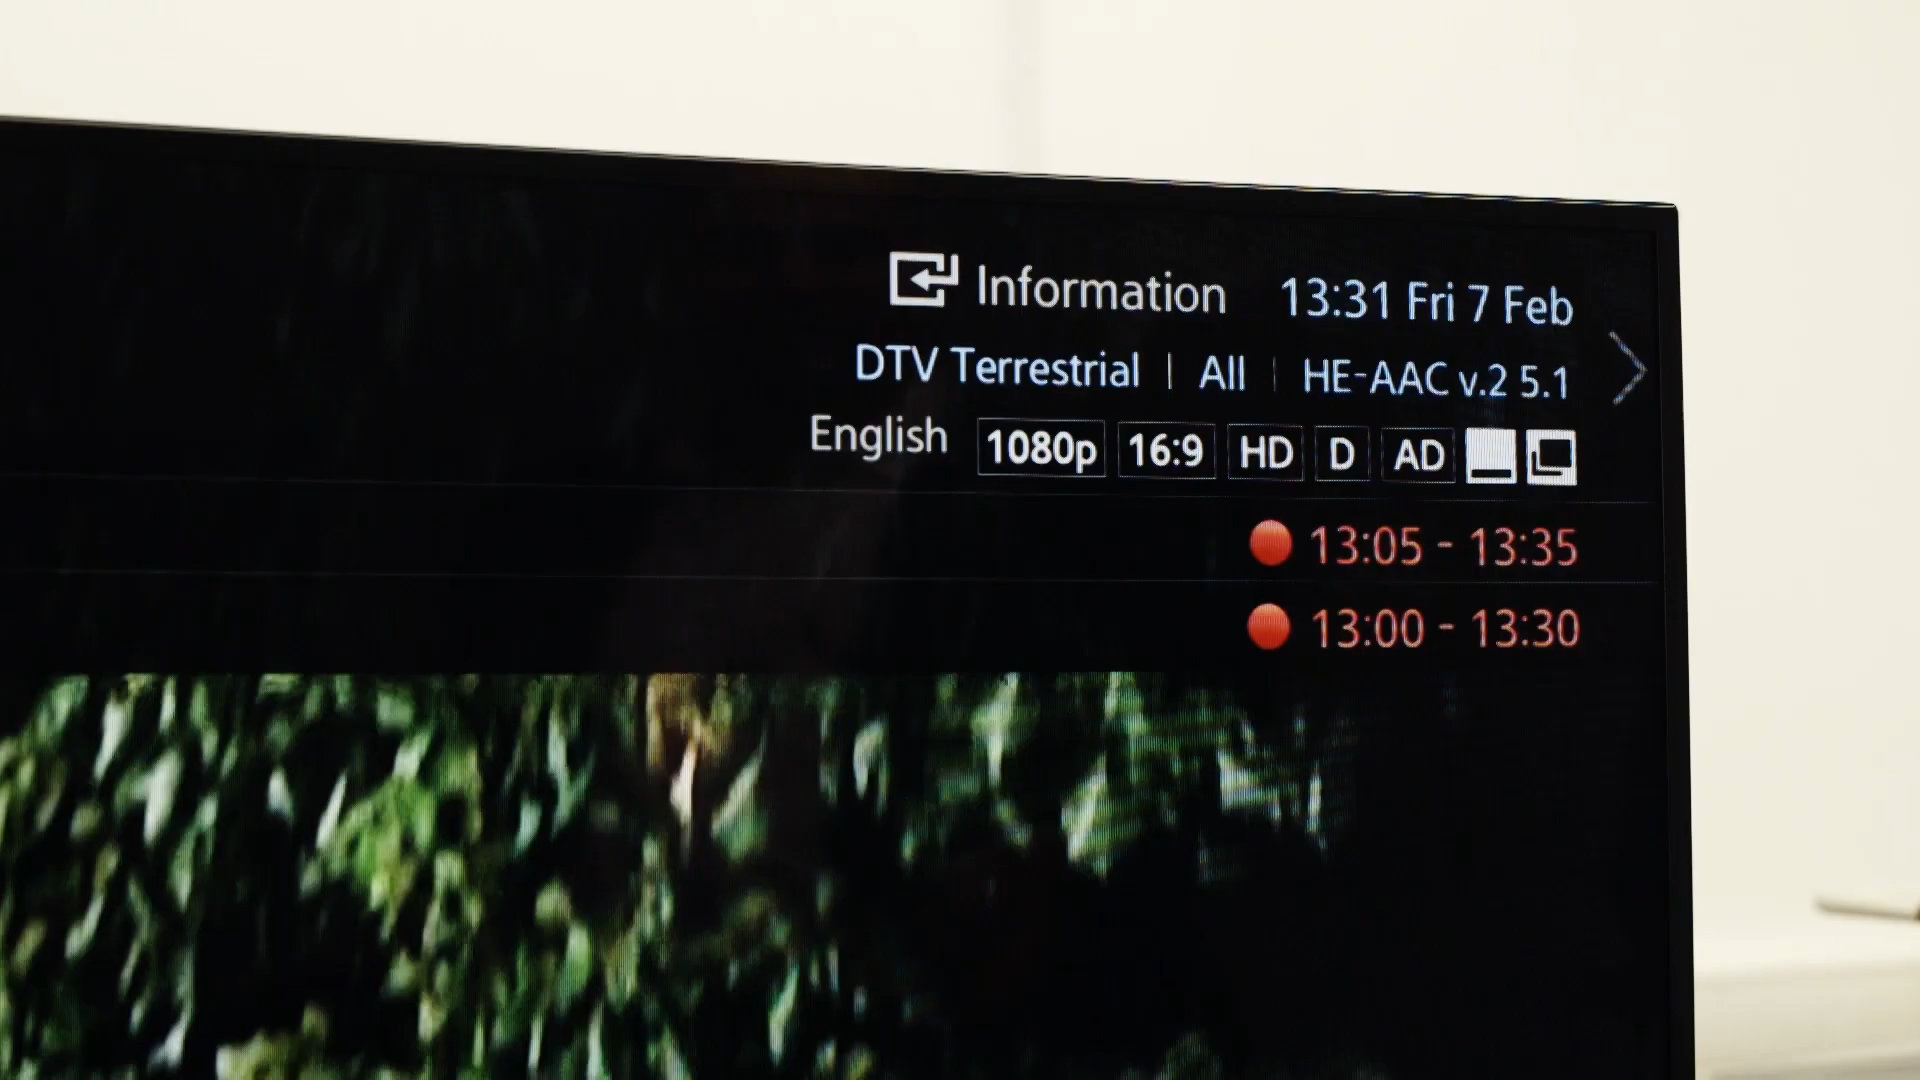 Information 13:31 Fri 7 Feb
DTV Terrestrial | All | HE-AAC v.2 5.1
English 1080p 16:9 HD D AD
13:05 - 13:35
13:00 - 13:30